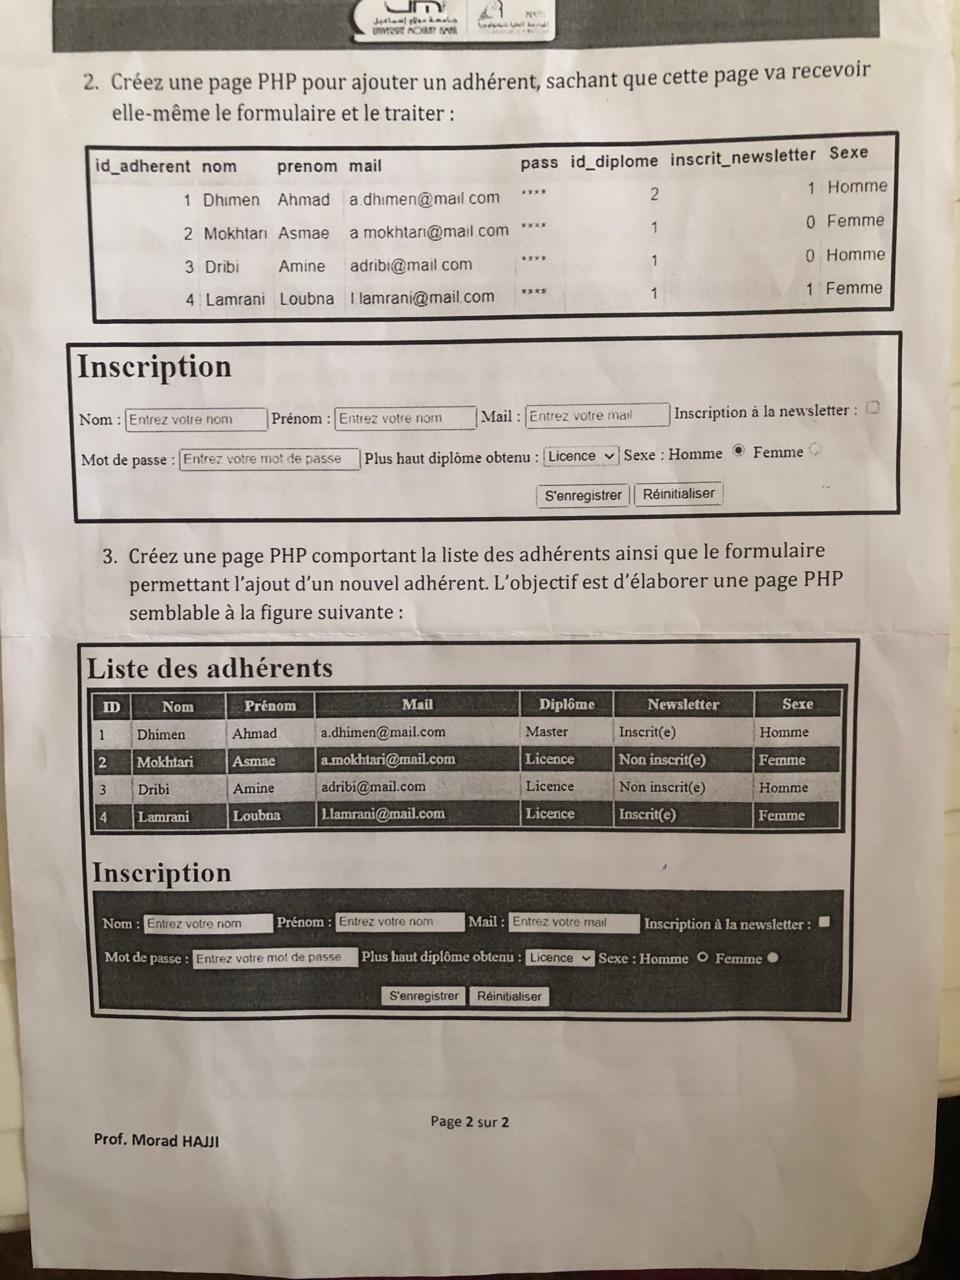 جامعة مولاي إسماعيل
UNIVERSITÉ MOULAY ISMAIL
2. Créez une page PHP pour ajouter un adhérent, sachant que cette page va recevoir
elle-même le formulaire et le traiter :
id_adherent nom prenom mail pass id_diplome inscrit_newsletter Sexe
1 Dhimen Ahmad a.dhimen@mail com **** 2 1 Homme
2 Mokhtari Asmae a mokhtari@mail com **** 1 0 Femme
3 Dribi Amine adribi@mail com **** 1 0 Homme
4 Lamrani Loubna l lamrani@mail com **** 1 1 Femme
Inscription
Nom : Entrez votre nom Prénom : Entrez votre nom Mail : Entrez votre mail Inscription à la newsletter :
Mot de passe : Entrez votre mot de passe Plus haut diplôme obtenu : Licence Sexe : Homme Femme
S'enregistrer Réinitialiser
3. Créez une page PHP comportant la liste des adhérents ainsi que le formulaire
permettant l'ajout d'un nouvel adhérent. L'objectif est d'élaborer une page PHP
semblable à la figure suivante :
Liste des adhérents
ID Nom Prénom Mail Diplôme Newsletter Sexe
1 Dhimen Ahmad a.dhimen@mail.com Master Inscrit(e) Homme
2 Mokhtari Asmae a.mokhtari@mail.com Licence Non inscrit(e) Femme
3 Dribi Amine adribi@mail.com Licence Non inscrit(e) Homme
4 Lamrani Loubna l.lamrani@mail.com Licence Inscrit(e) Femme
Inscription
Nom : Entrez votre nom Prénom : Entrez votre nom Mail : Entrez votre mail Inscription à la newsletter :
Mot de passe : Entrez votre mot de passe Plus haut diplôme obtenu : Licence Sexe : Homme Femme
S'enregistrer Réinitialiser
Page 2 sur 2
Prof. Morad HAJJI